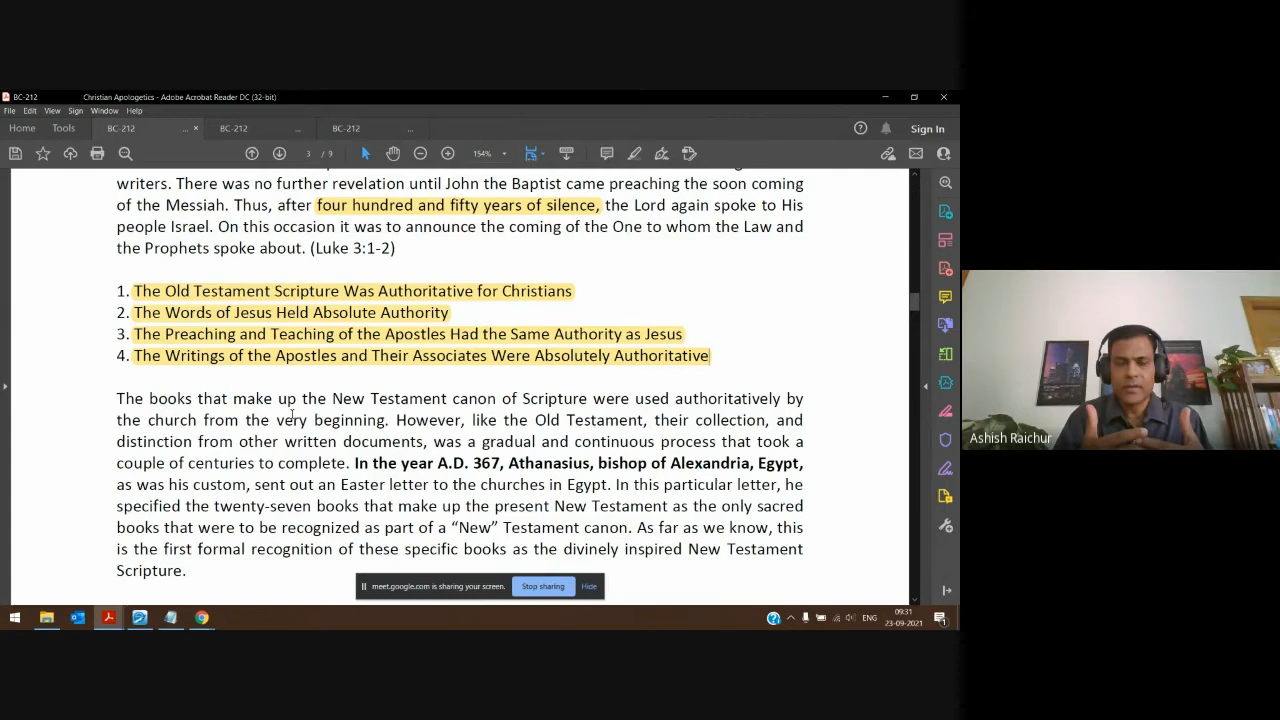 BC-212 Christian Apologetics - Adobe Acrobat Reader DC (32-bit)
File Edit View Sign Window Help
Home Tools BC-212 ... × BC-212 ... BC-212 ... Sign In
3 / 9 154%
writers. There was no further revelation until John the Baptist came preaching the soon coming
of the Messiah. Thus, after four hundred and fifty years of silence, the Lord again spoke to His
people Israel. On this occasion it was to announce the coming of the One to whom the Law and
the Prophets spoke about. (Luke 3:1-2)
1. The Old Testament Scripture Was Authoritative for Christians
2. The Words of Jesus Held Absolute Authority
3. The Preaching and Teaching of the Apostles Had the Same Authority as Jesus
4. The Writings of the Apostles and Their Associates Were Absolutely Authoritative
The books that make up the New Testament canon of Scripture were used authoritatively by
the church from the very beginning. However, like the Old Testament, their collection, and
distinction from other written documents, was a gradual and continuous process that took a
couple of centuries to complete. In the year A.D. 367, Athanasius, bishop of Alexandria, Egypt,
as was his custom, sent out an Easter letter to the churches in Egypt. In this particular letter, he
specified the twenty-seven books that make up the present New Testament as the only sacred
books that were to be recognized as part of a “New” Testament canon. As far as we know, this
is the first formal recognition of these specific books as the divinely inspired New Testament
Scripture.
meet.google.com is sharing your screen. Stop sharing Hide
ENG 09:31
23-09-2021
Ashish Raichur